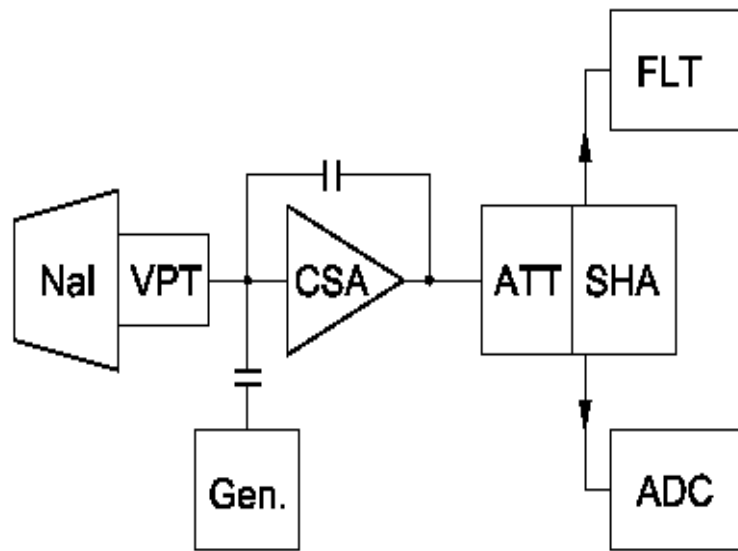 FLT
NaI
VPT
CSA
ATT
SHA
Gen.
ADC